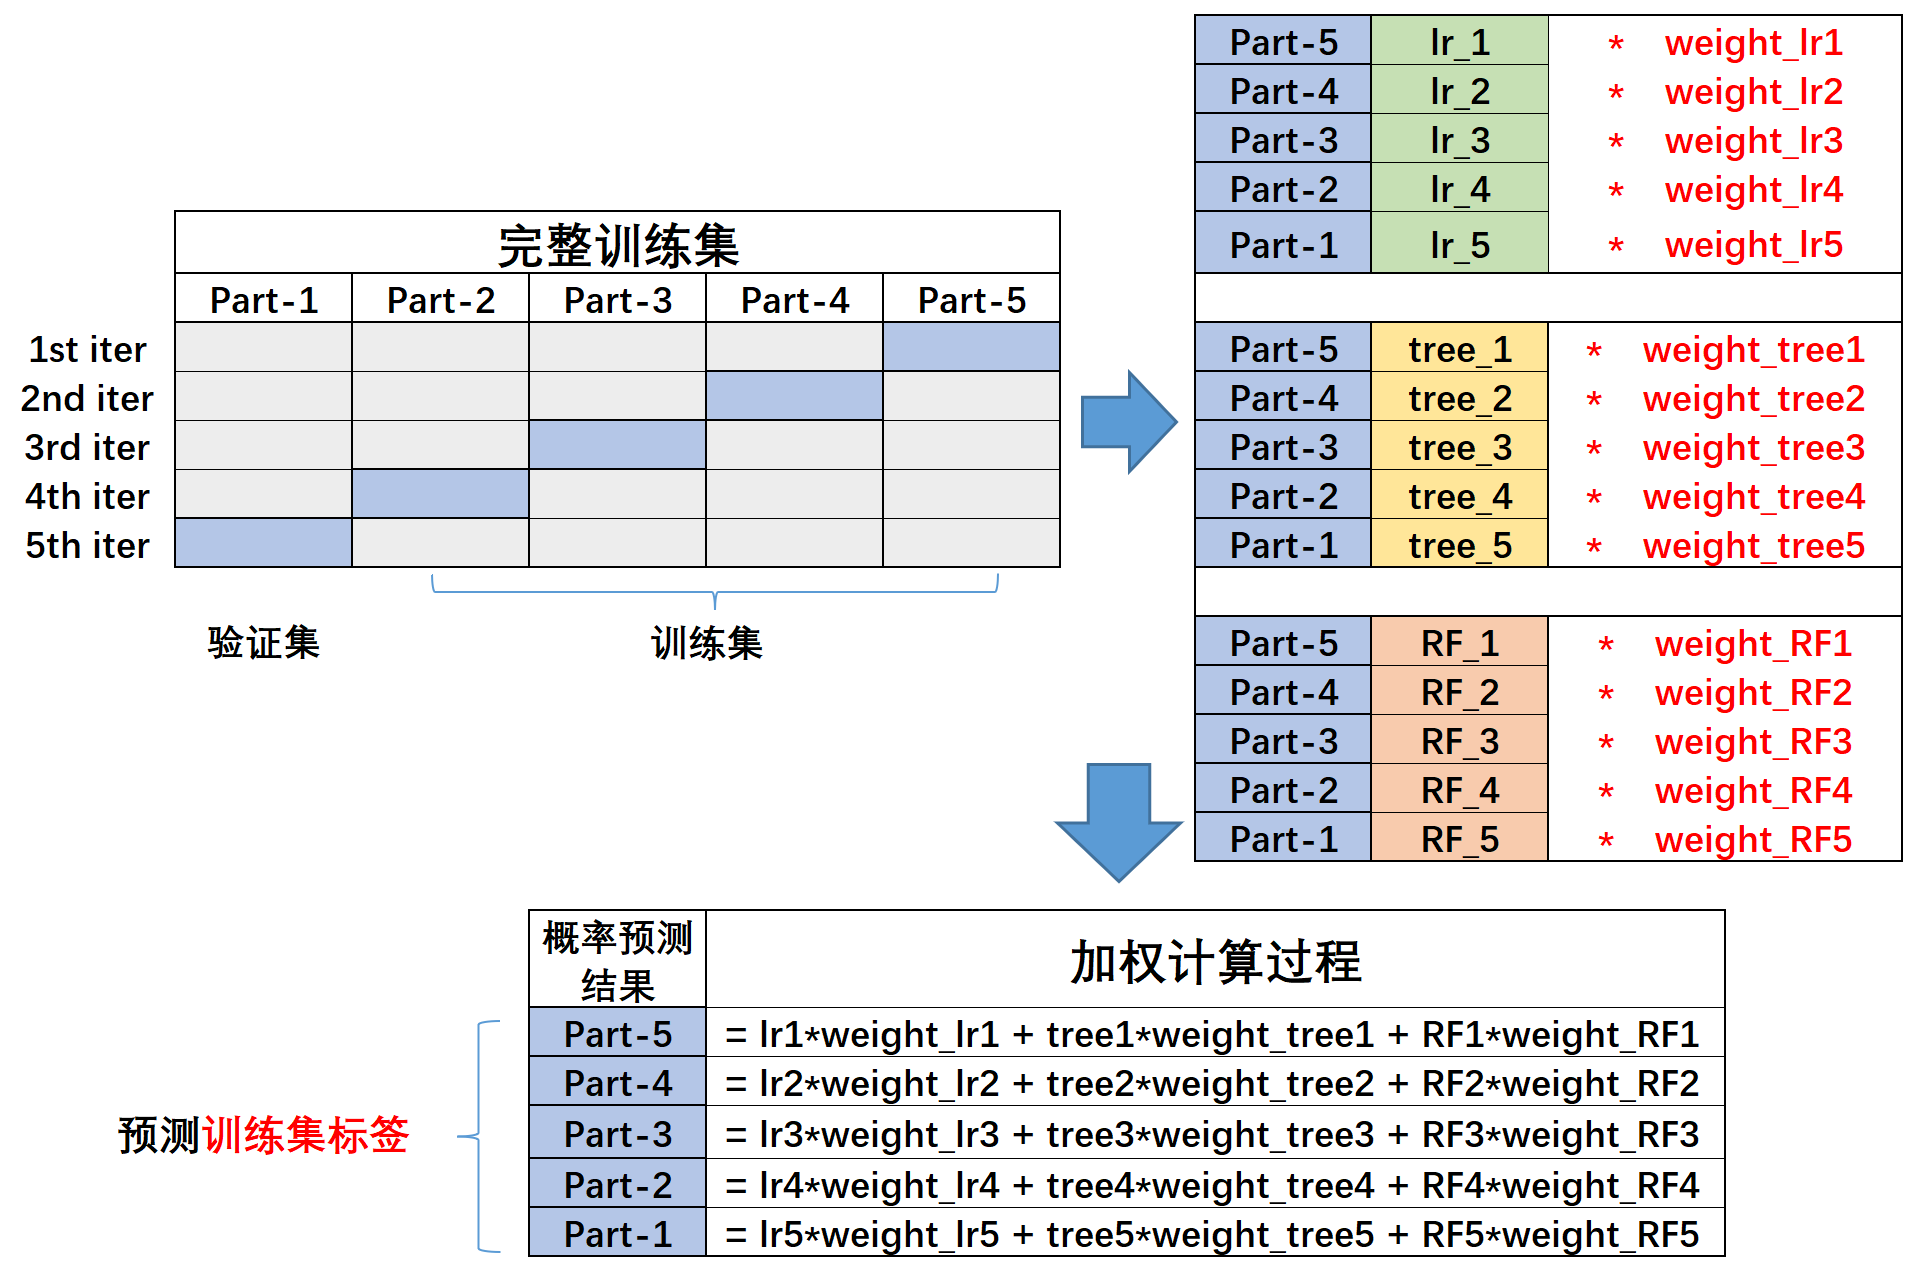 完整训练集
Part-1 Part-2 Part-3 Part-4 Part-5
1st iter
2nd iter
3rd iter
4th iter
5th iter
验证集 训练集
Part-5 lr_1 * weight_lr1
Part-4 lr_2 * weight_lr2
Part-3 lr_3 * weight_lr3
Part-2 lr_4 * weight_lr4
Part-1 lr_5 * weight_lr5
Part-5 tree_1 * weight_tree1
Part-4 tree_2 * weight_tree2
Part-3 tree_3 * weight_tree3
Part-2 tree_4 * weight_tree4
Part-1 tree_5 * weight_tree5
Part-5 RF_1 * weight_RF1
Part-4 RF_2 * weight_RF2
Part-3 RF_3 * weight_RF3
Part-2 RF_4 * weight_RF4
Part-1 RF_5 * weight_RF5
概率预测
结果
加权计算过程
Part-5 = lr1*weight_lr1 + tree1*weight_tree1 + RF1*weight_RF1
Part-4 = lr2*weight_lr2 + tree2*weight_tree2 + RF2*weight_RF2
Part-3 = lr3*weight_lr3 + tree3*weight_tree3 + RF3*weight_RF3
Part-2 = lr4*weight_lr4 + tree4*weight_tree4 + RF4*weight_RF4
Part-1 = lr5*weight_lr5 + tree5*weight_tree5 + RF5*weight_RF5
预测训练集标签